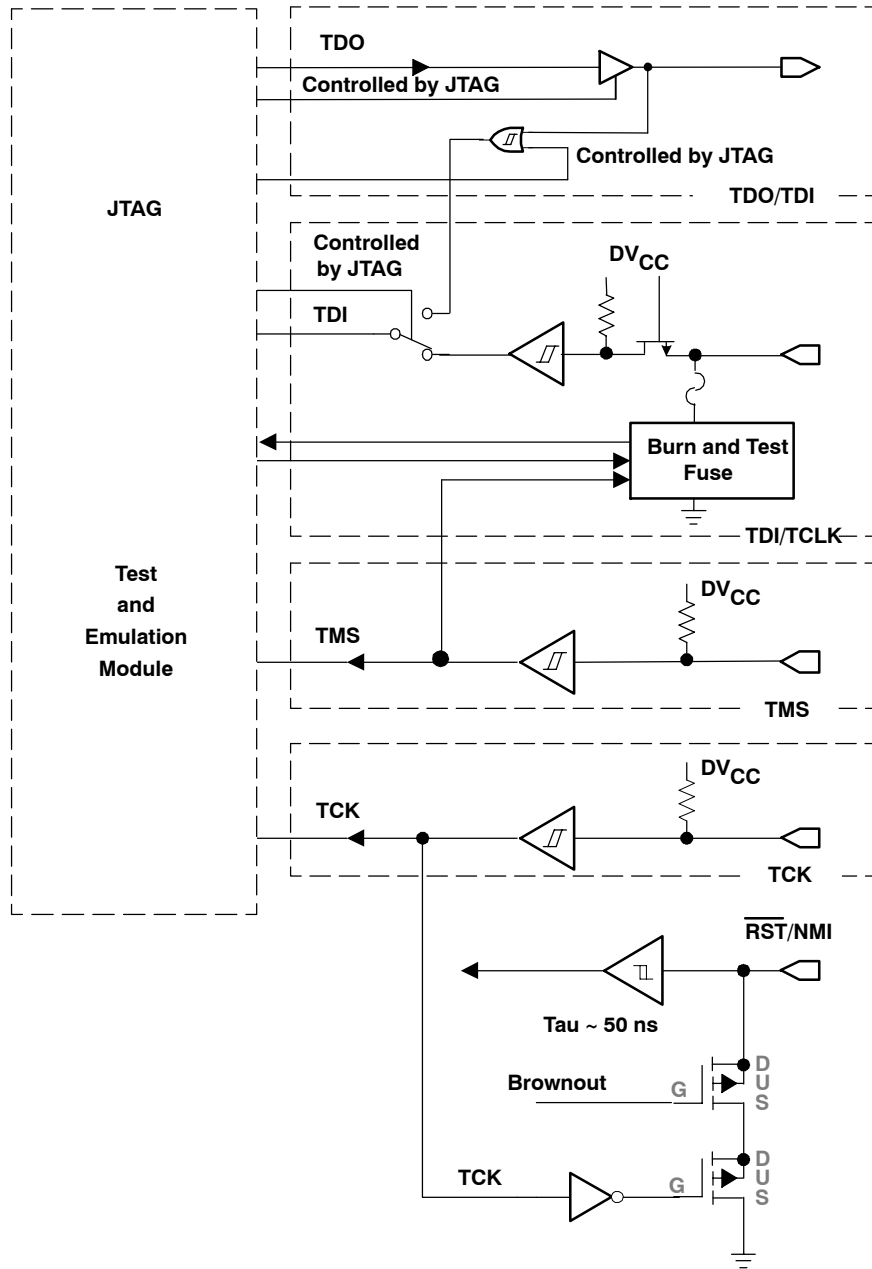 TDO
Controlled by JTAG
Controlled by JTAG
TDO/TDI
JTAG
Controlled
by JTAG
DVCC
TDI
Burn and Test
Fuse
TDI/TCLK
Test
and
Emulation
Module
DVCC
TMS
TMS
DVCC
TCK
TCK
RST/NMI
Tau ~ 50 ns
Brownout
G
D
U
S
TCK
G
D
U
S